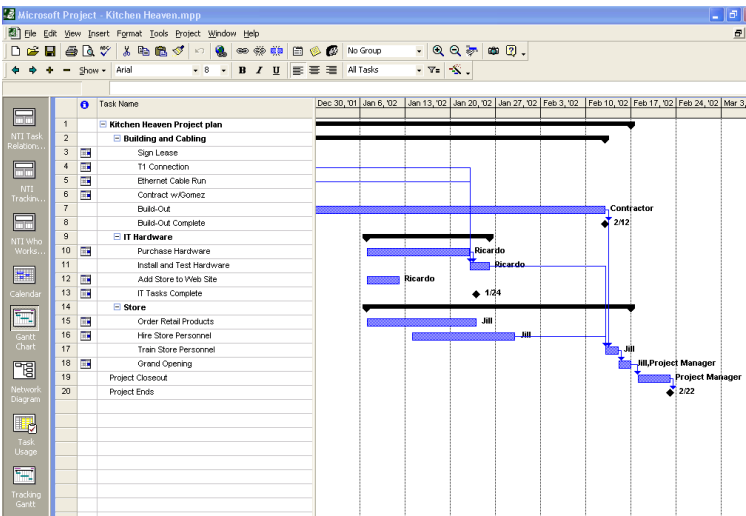 Microsoft Project - Kitchen Heaven.mpp
File Edit View Insert Format Tools Project Window Help
No Group
Show Arial 8 B I U All Tasks
Task Name Dec 30, '01 Jan 6, '02 Jan 13, '02 Jan 20, '02 Jan 27, '02 Feb 3, '02 Feb 10, '02 Feb 17, '02 Feb 24, '02 Mar 3,
1 Kitchen Heaven Project plan
2 Building and Cabling
3 Sign Lease
4 T1 Connection
5 Ethernet Cable Run
6 Contract w/Gomez
7 Build-Out Contractor
8 Build-Out Complete 2/12
9 IT Hardware
10 Purchase Hardware Ricardo
11 Install and Test Hardware Ricardo
12 Add Store to Web Site Ricardo
13 IT Tasks Complete 1/24
14 Store
15 Order Retail Products Jill
16 Hire Store Personnel Jill
17 Train Store Personnel Jill
18 Grand Opening Jill,Project Manager
19 Project Closeout Project Manager
20 Project Ends 2/22
NTI Task
Relation...
NTI
Trackin...
NTI Who
Works...
Calendar
Gantt
Chart
Network
Diagram
Task
Usage
Tracking
Gantt